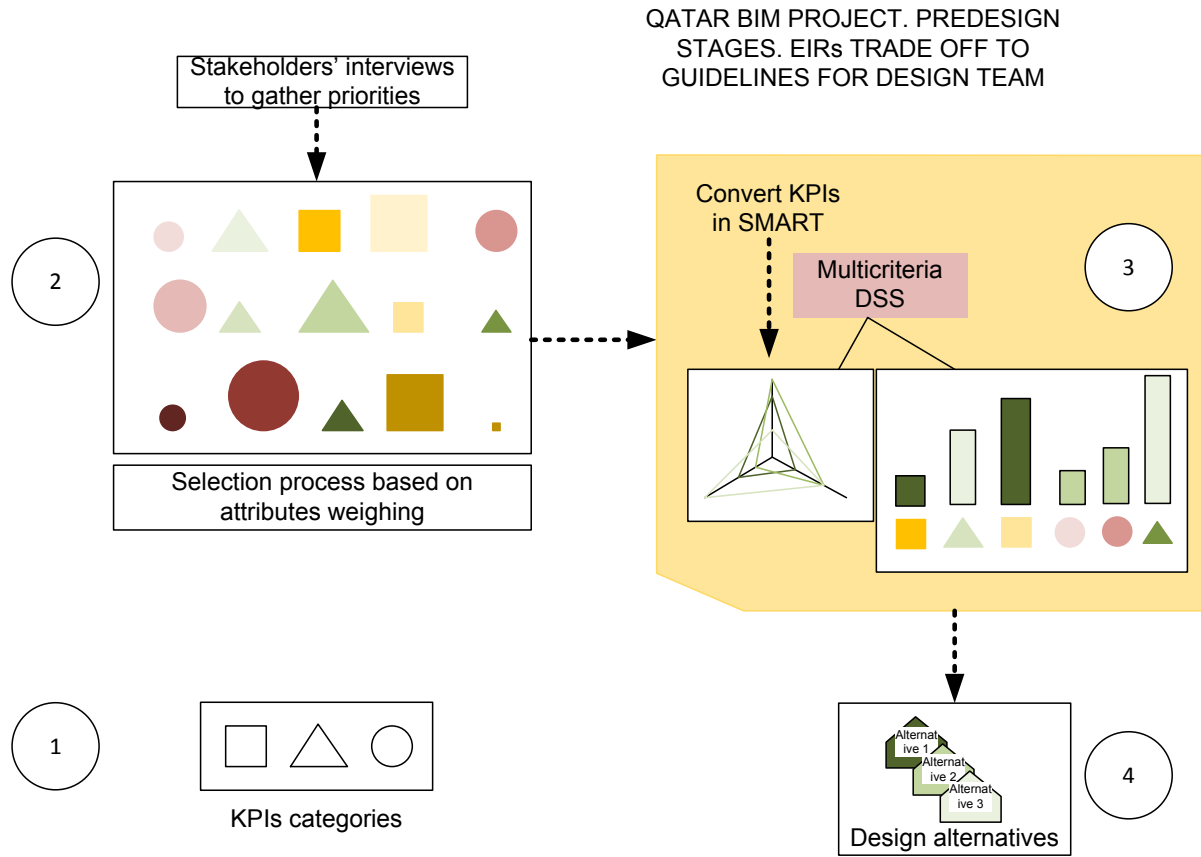 QATAR BIM PROJECT. PREDESIGN
STAGES. EIRs TRADE OFF TO
GUIDELINES FOR DESIGN TEAM
Stakeholders' interviews
to gather priorities
2
Selection process based on
attributes weighing
Convert KPIs
in SMART
3
Multicriteria
DSS
1
KPIs categories
Alternat
ive 1
Alternat
ive 2
Alternat
ive 3
Design alternatives
4